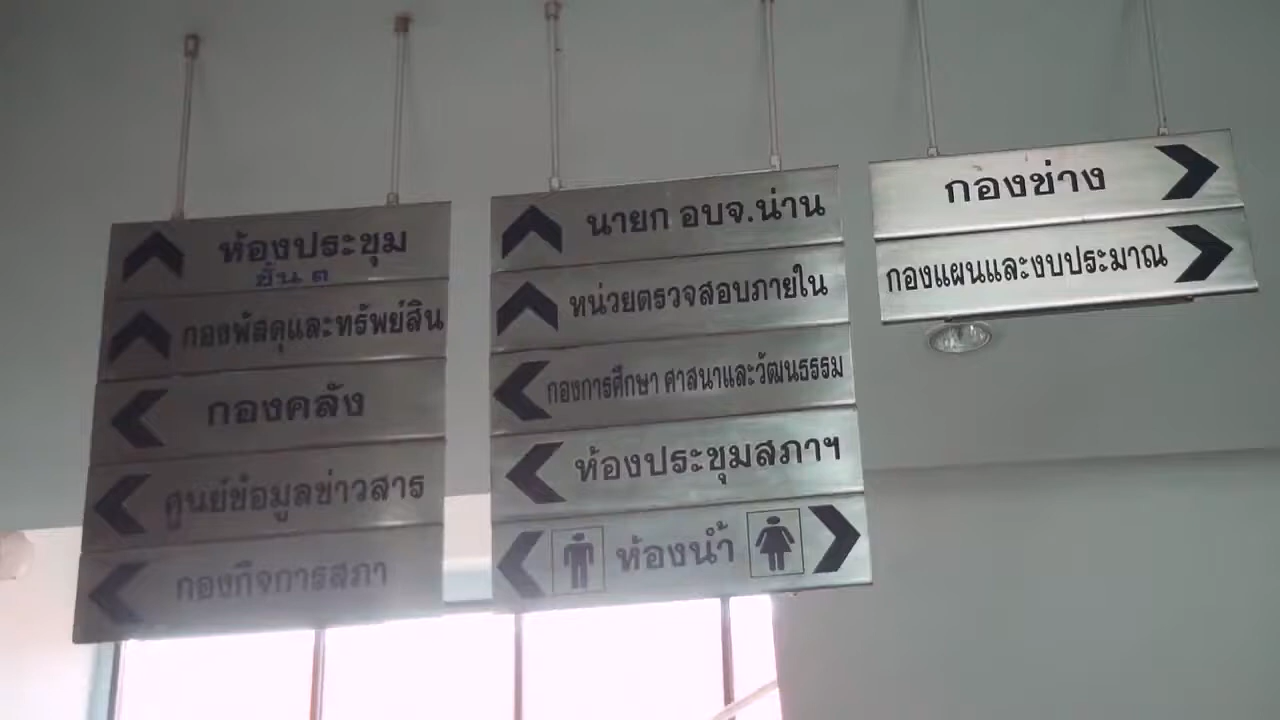 ห้องประชุม
ชั้น ๓
กองพัสดุและทรัพย์สิน
กองคลัง
ศูนย์ข้อมูลข่าวสาร
กองกิจการสภา
นายก อบจ.น่าน
หน่วยตรวจสอบภายใน
กองการศึกษา ศาสนาและวัฒนธรรม
ห้องประชุมสภาฯ
ห้องน้ำ
กองช่าง
กองแผนและงบประมาณ